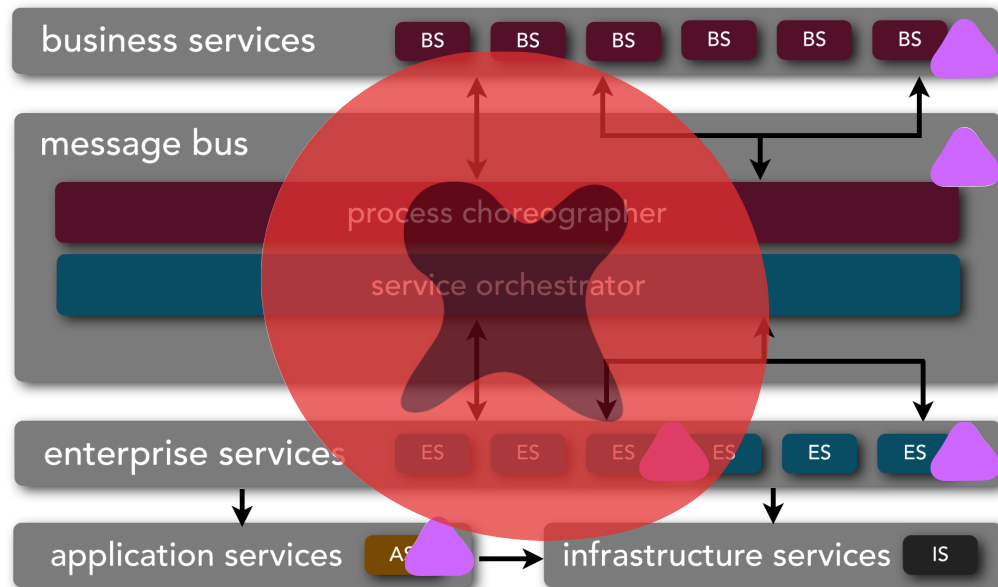 business services BS BS BS BS BS BS
message bus
process choreographer
service orchestrator
enterprise services ES ES ES ES ES ES
application services AS infrastructure services IS